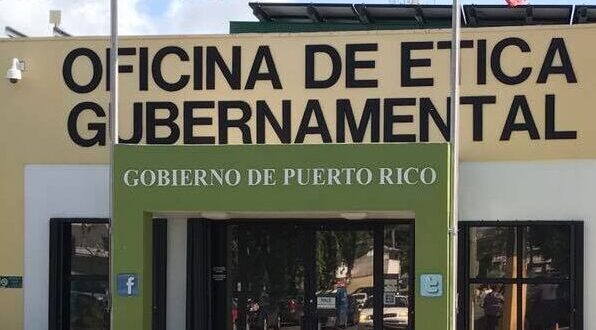 OFICINA DE ETICA
GUBERNAMENTAL
GOBIERNO DE PUERTO RICO
f